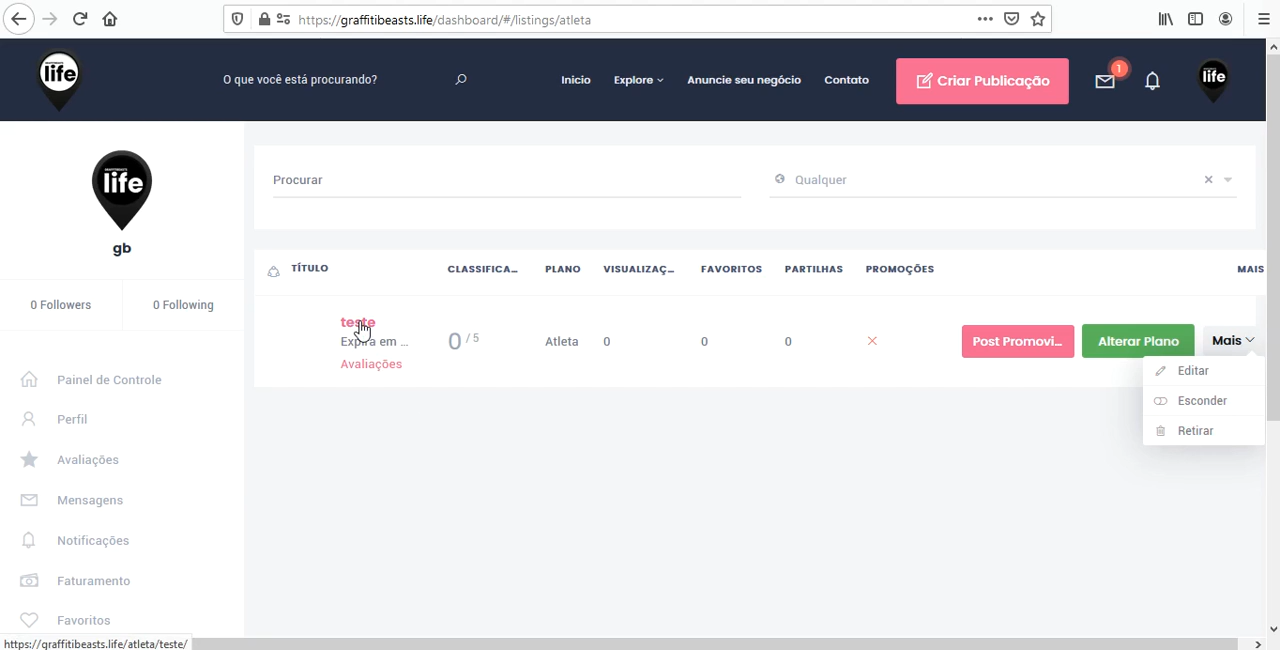 https://graffitibeasts.life/dashboard/#/listings/atleta
life
O que você está procurando?
Inicio
Explore
Anuncie seu negócio
Contato
Criar Publicação
1
life
life
gb
0 Followers
0 Following
Painel de Controle
Perfil
Avaliações
Mensagens
Notificações
Faturamento
Favoritos
Procurar
Qualquer
TÍTULO
CLASSIFICA...
PLANO
VISUALIZAÇ...
FAVORITOS
PARTILHAS
PROMOÇÕES
MAIS
teste
Expira em ...
Avaliações
0 / 5
Atleta
0
0
0
Post Promovi...
Alterar Plano
Mais
Editar
Esconder
Retirar
https://graffitibeasts.life/atleta/teste/